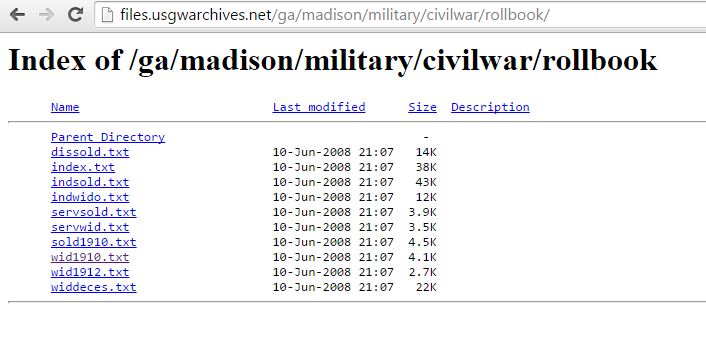 files.usgwarchives.net/ga/madison/military/civilwar/rollbook/
Index of /ga/madison/military/civilwar/rollbook
Name Last modified Size Description
Parent Directory -
dissold.txt 10-Jun-2008 21:07 14K
index.txt 10-Jun-2008 21:07 38K
indsold.txt 10-Jun-2008 21:07 43K
indwido.txt 10-Jun-2008 21:07 12K
servsold.txt 10-Jun-2008 21:07 3.9K
servwid.txt 10-Jun-2008 21:07 3.5K
sold1910.txt 10-Jun-2008 21:07 4.5K
wid1910.txt 10-Jun-2008 21:07 4.1K
wid1912.txt 10-Jun-2008 21:07 2.7K
widdeces.txt 10-Jun-2008 21:07 22K